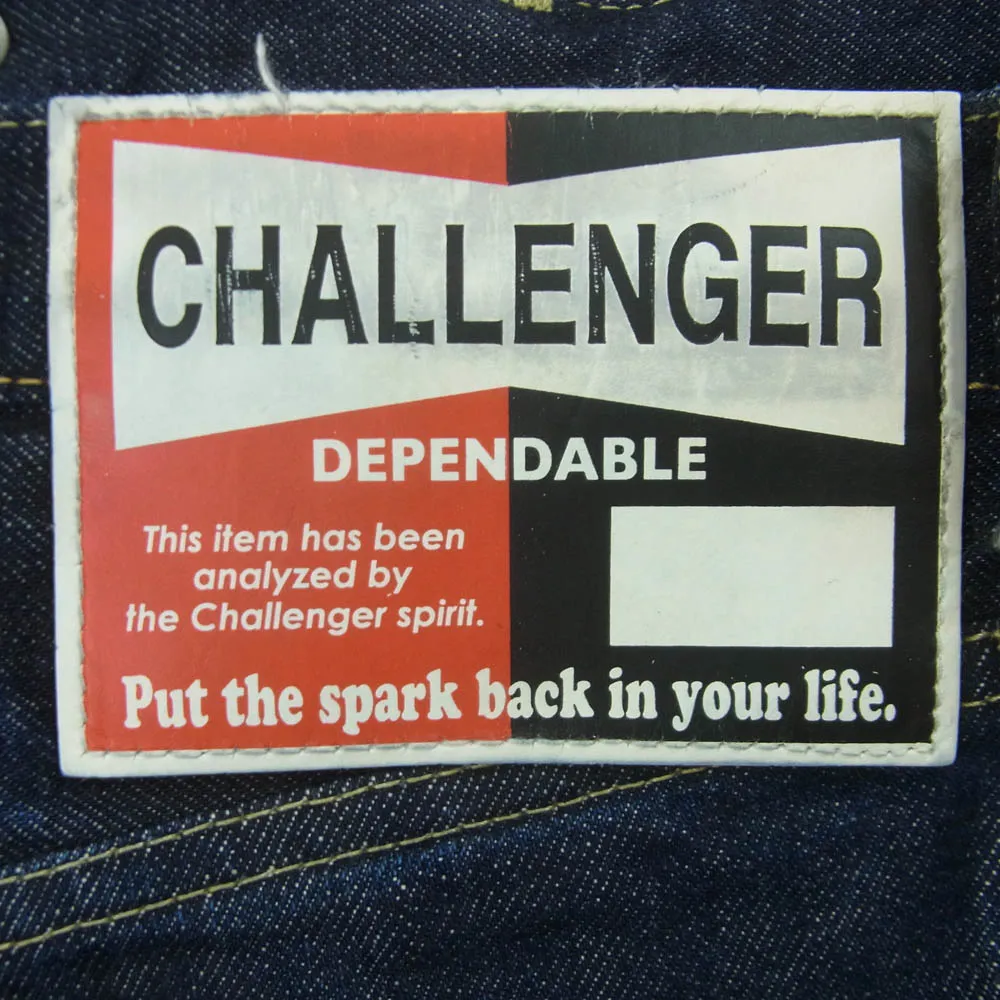 CHALLENGER
DEPENDABLE
This item has been
analyzed by
the Challenger spirit.
Put the spark back in your life.